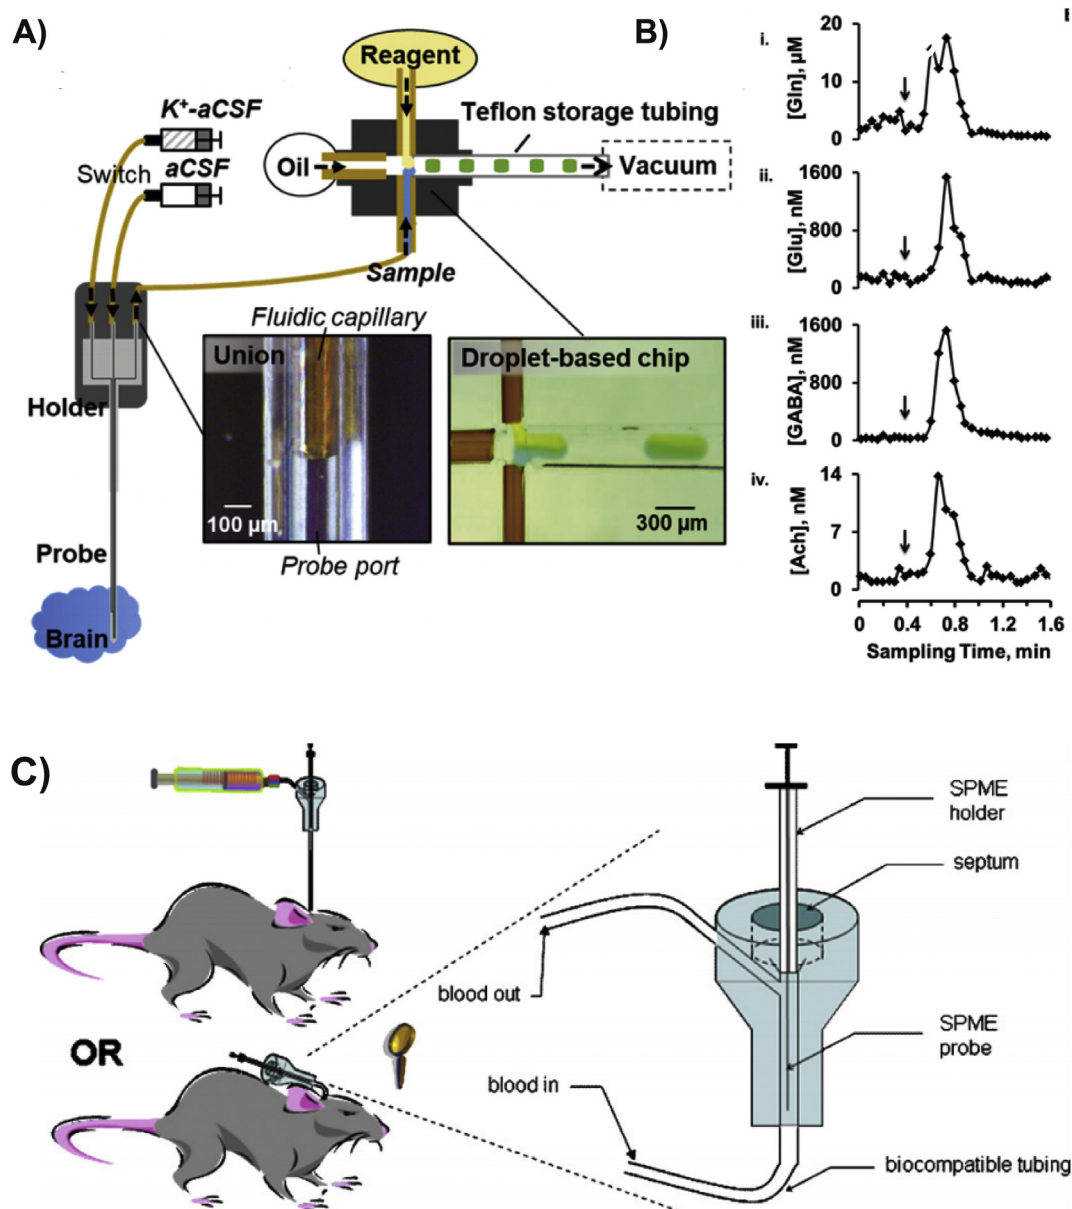 A)
Reagent
K+-aCSF
Switch
aCSF
Oil
Teflon storage tubing
Vacuum
Sample
Holder
Probe
Brain
Fluidic capillary
Union
100 µm
Probe port
Droplet-based chip
300 µm
B)
i.
[Gln], µM
20
10
0
ii.
[Glu], nM
1600
800
0
iii.
[GABA], nM
1600
800
0
iv.
[Ach], nM
14
7
0
0 0.4 0.8 1.2 1.6
Sampling Time, min
C)
OR
SPME
holder
septum
blood out
SPME
probe
blood in
biocompatible tubing